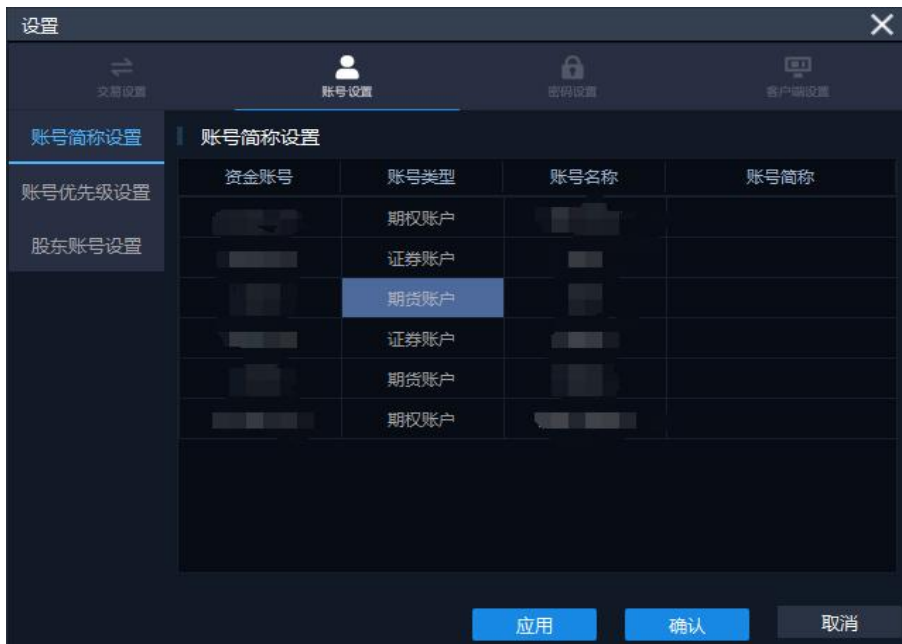 设置
交易设置 账号设置 密码设置 客户端设置
账号简称设置
账号优先级设置
股东账号设置
账号简称设置
资金账号 账号类型 账号名称 账号简称
期权账户
证券账户
期货账户
证券账户
期货账户
期权账户
应用 确认 取消